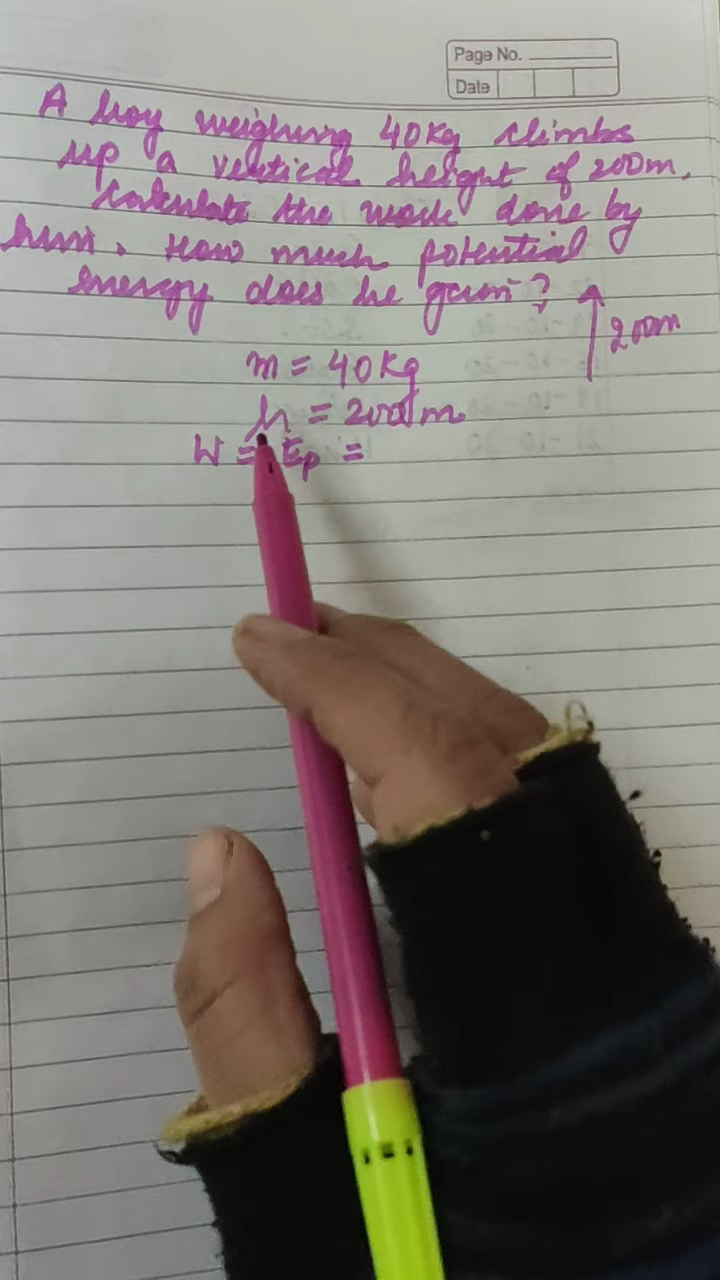 Page No.
Date
A boy weighing 40kg climbs
up a vertical height of 200m.
Calculate the work done by
him. How much potential
energy does he gain?
200m
m = 40kg
h = 200m
W = Ep =